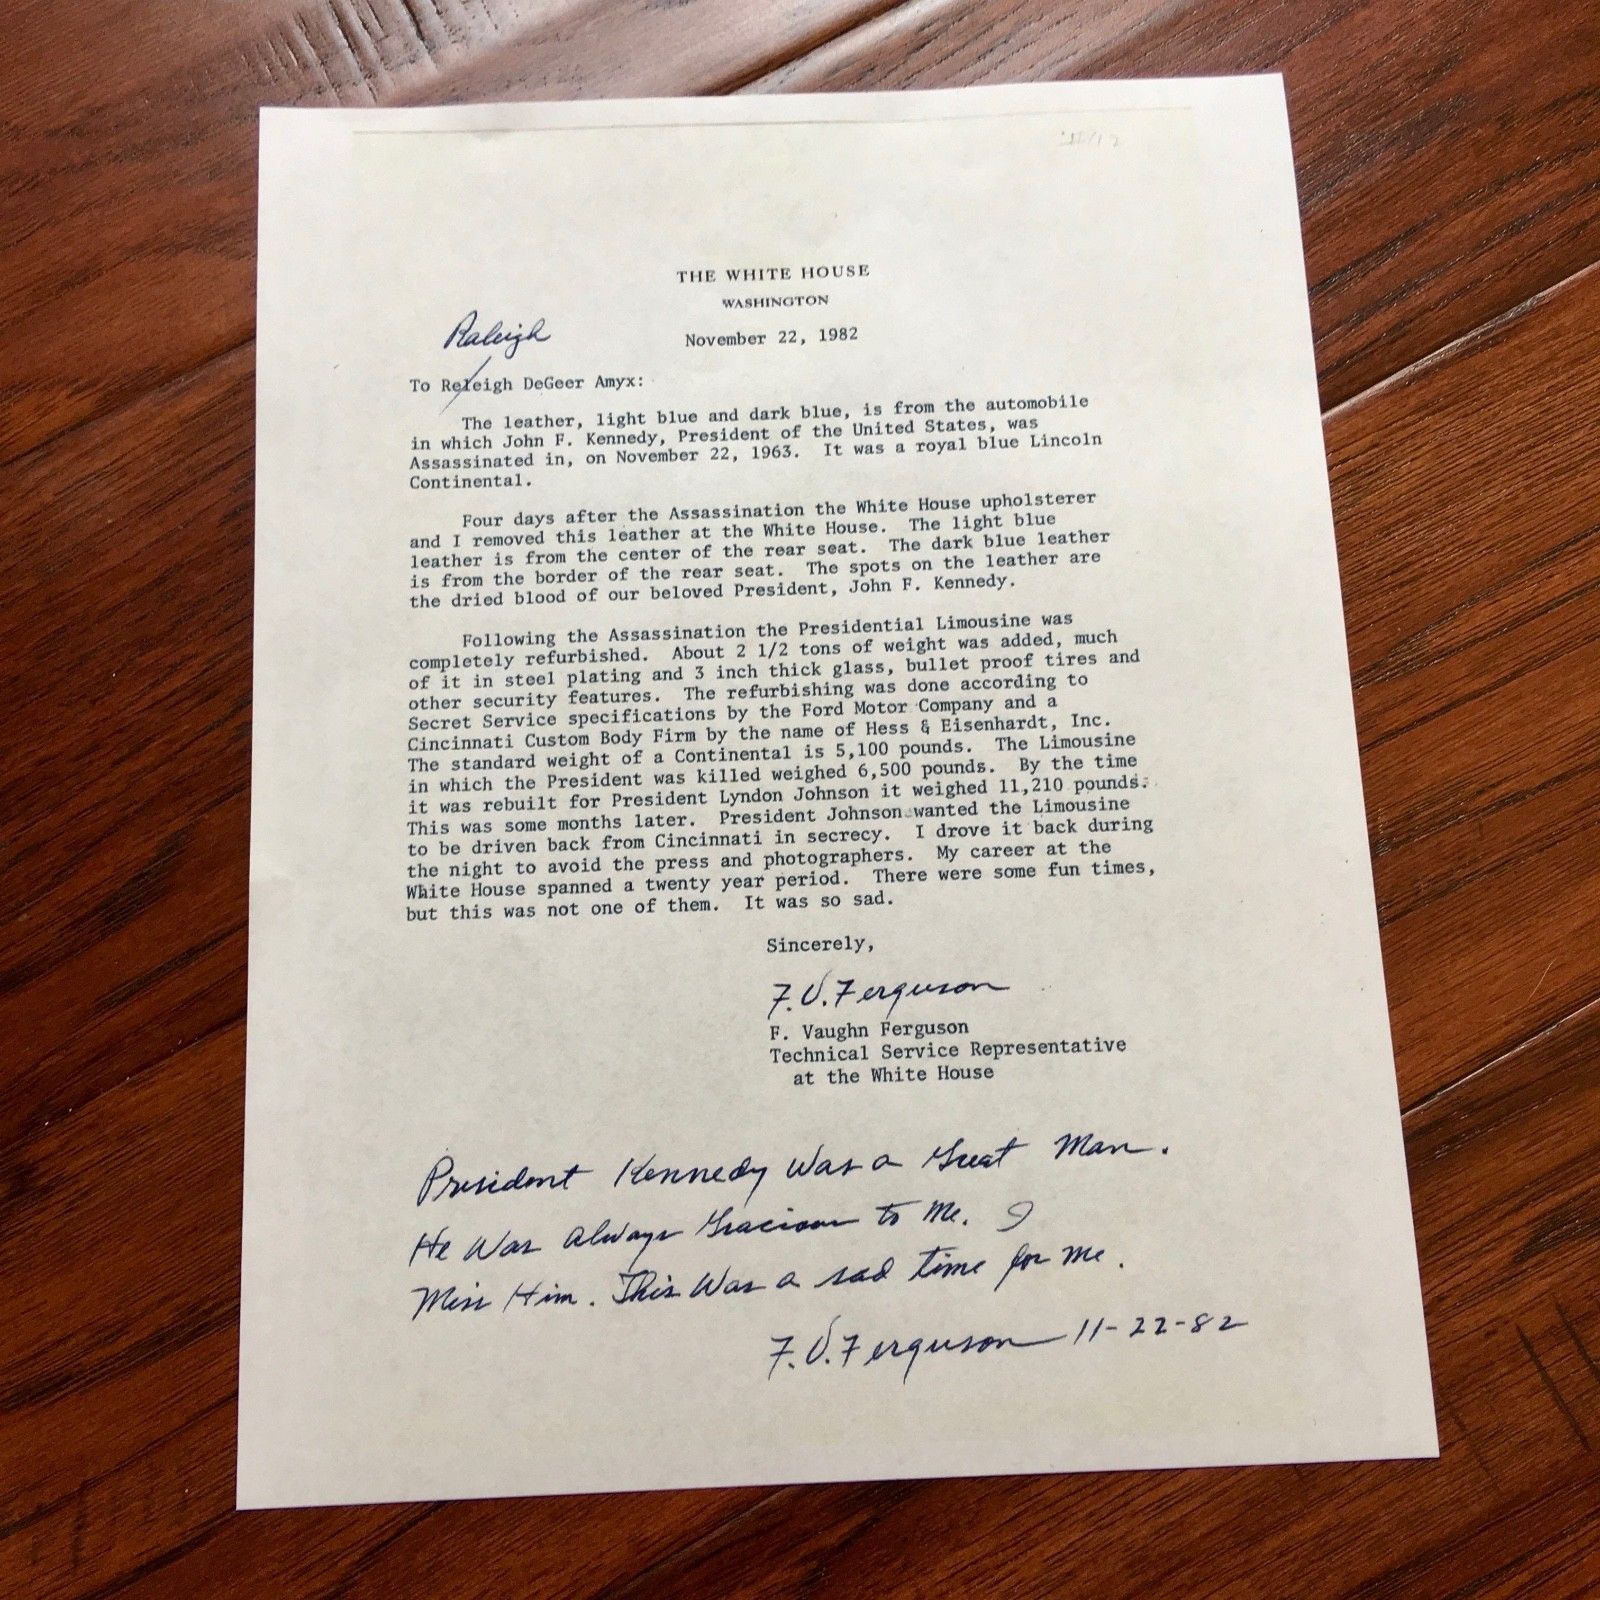 THE WHITE HOUSE
WASHINGTON
Raleigh
November 22, 1982
To Releigh DeGeer Amyx:
The leather, light blue and dark blue, is from the automobile
in which John F. Kennedy, President of the United States, was
Assassinated in, on November 22, 1963. It was a royal blue Lincoln
Continental.
Four days after the Assassination the White House upholsterer
and I removed this leather at the White House. The light blue
leather is from the center of the rear seat. The dark blue leather
is from the border of the rear seat. The spots on the leather are
the dried blood of our beloved President, John F. Kennedy.
Following the Assassination the Presidential Limousine was
completely refurbished. About 2 1/2 tons of weight was added, much
of it in steel plating and 3 inch thick glass, bullet proof tires and
other security features. The refurbishing was done according to
Secret Service specifications by the Ford Motor Company and a
Cincinnati Custom Body Firm by the name of Hess & Eisenhardt, Inc.
The standard weight of a Continental is 5,100 pounds. The Limousine
in which the President was killed weighed 6,500 pounds. By the time
it was rebuilt for President Lyndon Johnson it weighed 11,210 pounds.
This was some months later. President Johnson wanted the Limousine
to be driven back from Cincinnati in secrecy. I drove it back during
the night to avoid the press and photographers. My career at the
White House spanned a twenty year period. There were some fun times,
but this was not one of them. It was so sad.
Sincerely,
F. V. Ferguson
F. Vaughn Ferguson
Technical Service Representative
at the White House
President Kennedy Was a Great Man.
He Was Always Gracious to Me. I
Miss Him. This Was a sad time for Me.
F. V. Ferguson 11-22-82